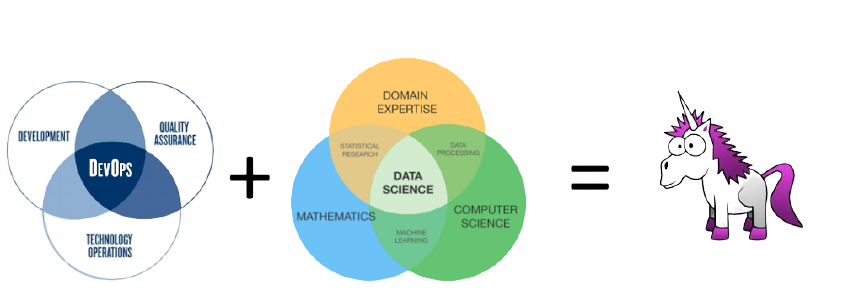 DEVELOPMENT
QUALITY
ASSURANCE
DEVOPS
TECHNOLOGY
OPERATIONS
+
DOMAIN
EXPERTISE
STATISTICAL
RESEARCH
DATA
PROCESSING
DATA
SCIENCE
MATHEMATICS
COMPUTER
SCIENCE
MACHINE
LEARNING
=